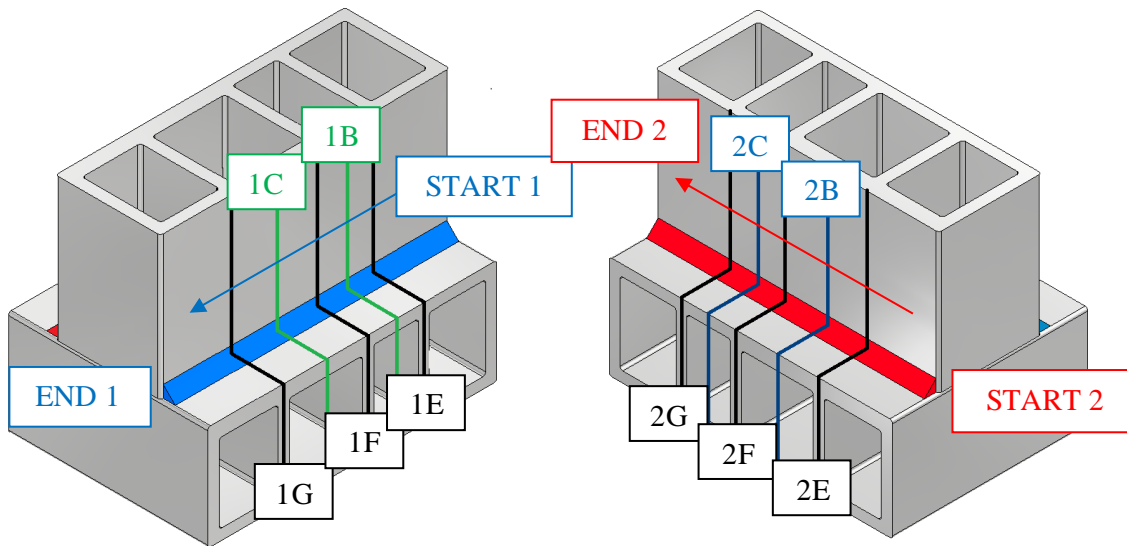 1B
1C
START 1
END 1
1E
1F
1G
END 2
2C
2B
START 2
2G
2F
2E